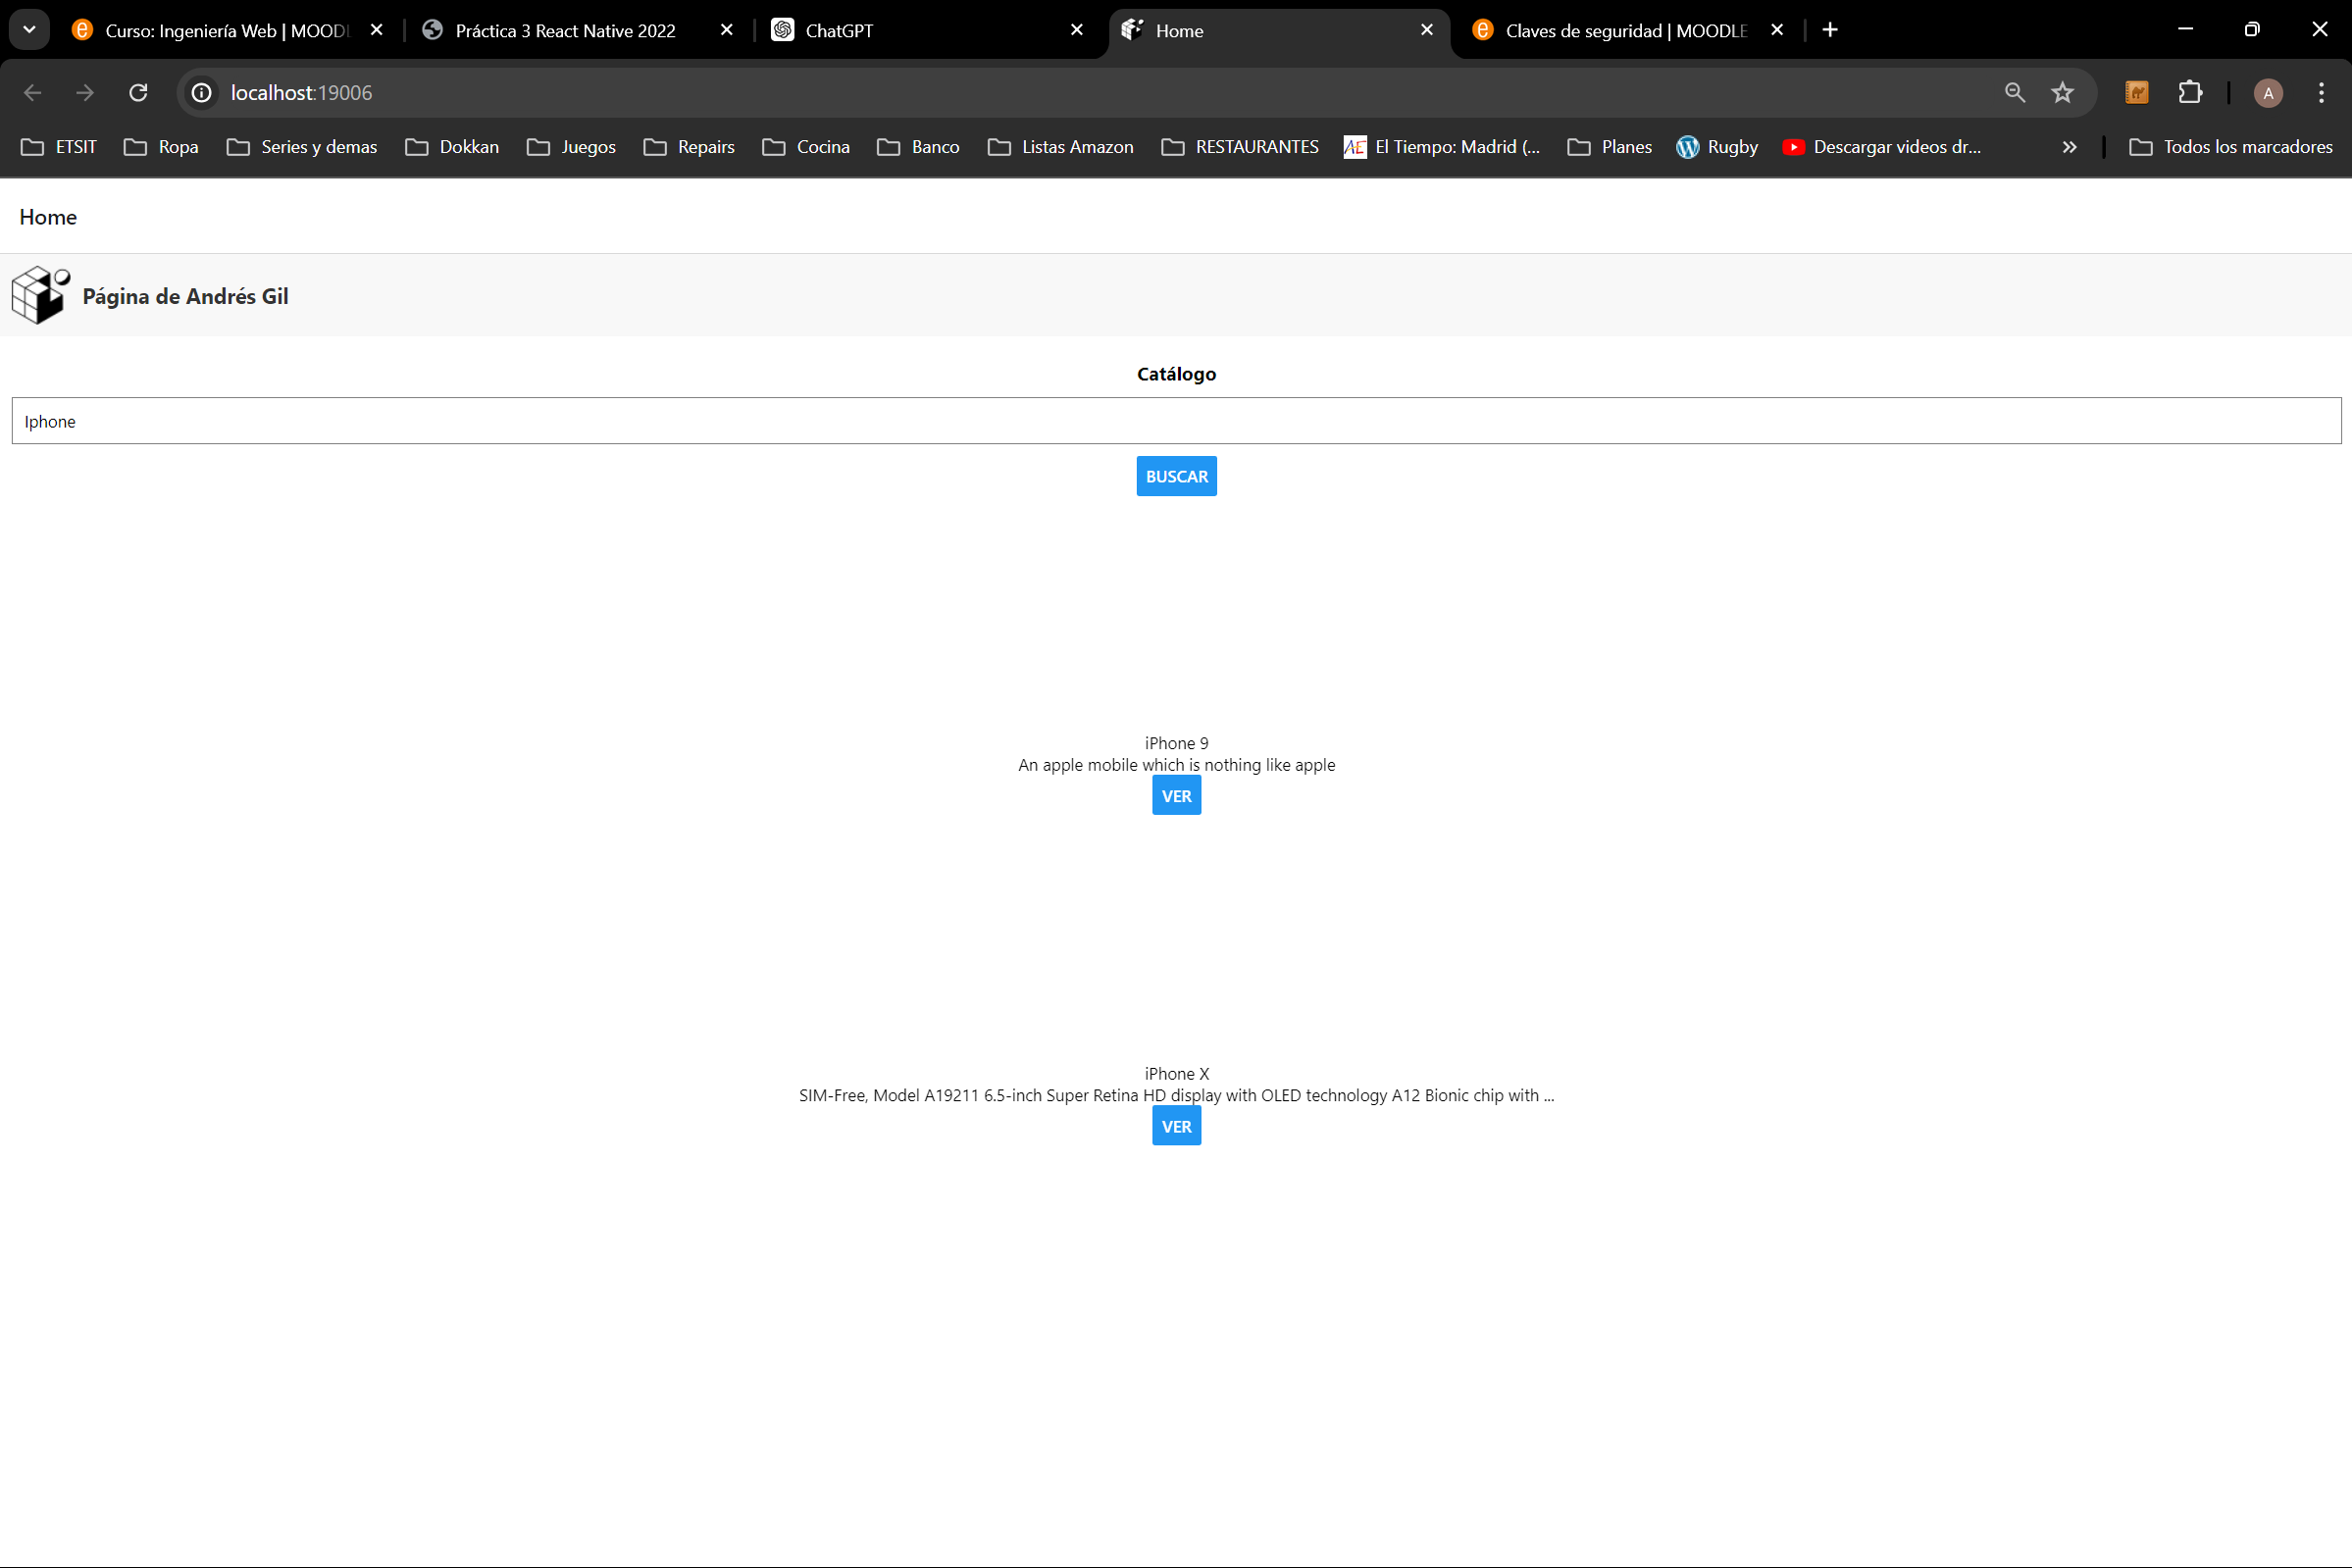 Curso: Ingeniería Web | MOODL
Práctica 3 React Native 2022
ChatGPT
Home
Claves de seguridad | MOODLE
localhost:19006
A
ETSIT
Ropa
Series y demas
Dokkan
Juegos
Repairs
Cocina
Banco
Listas Amazon
RESTAURANTES
AE
El Tiempo: Madrid (...
Planes
Rugby
Descargar videos dr...
Todos los marcadores
Home
Página de Andrés Gil
Catálogo
Iphone
BUSCAR
iPhone 9
An apple mobile which is nothing like apple
VER
iPhone X
SIM-Free, Model A19211 6.5-inch Super Retina HD display with OLED technology A12 Bionic chip with ...
VER